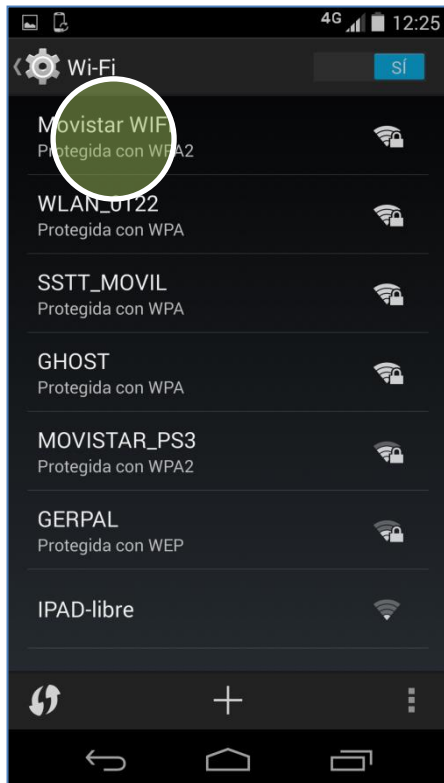 4G 12:25
Wi-Fi SÍ
Movistar WIFI
Protegida con WPA2
WLAN_0122
Protegida con WPA
SSTT_MOVIL
Protegida con WPA
GHOST
Protegida con WPA
MOVISTAR_PS3
Protegida con WPA2
GERPAL
Protegida con WEP
IPAD-libre